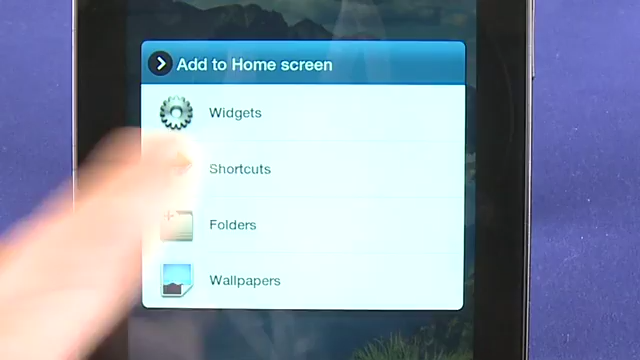 Add to Home screen
Widgets
Shortcuts
Folders
Wallpapers